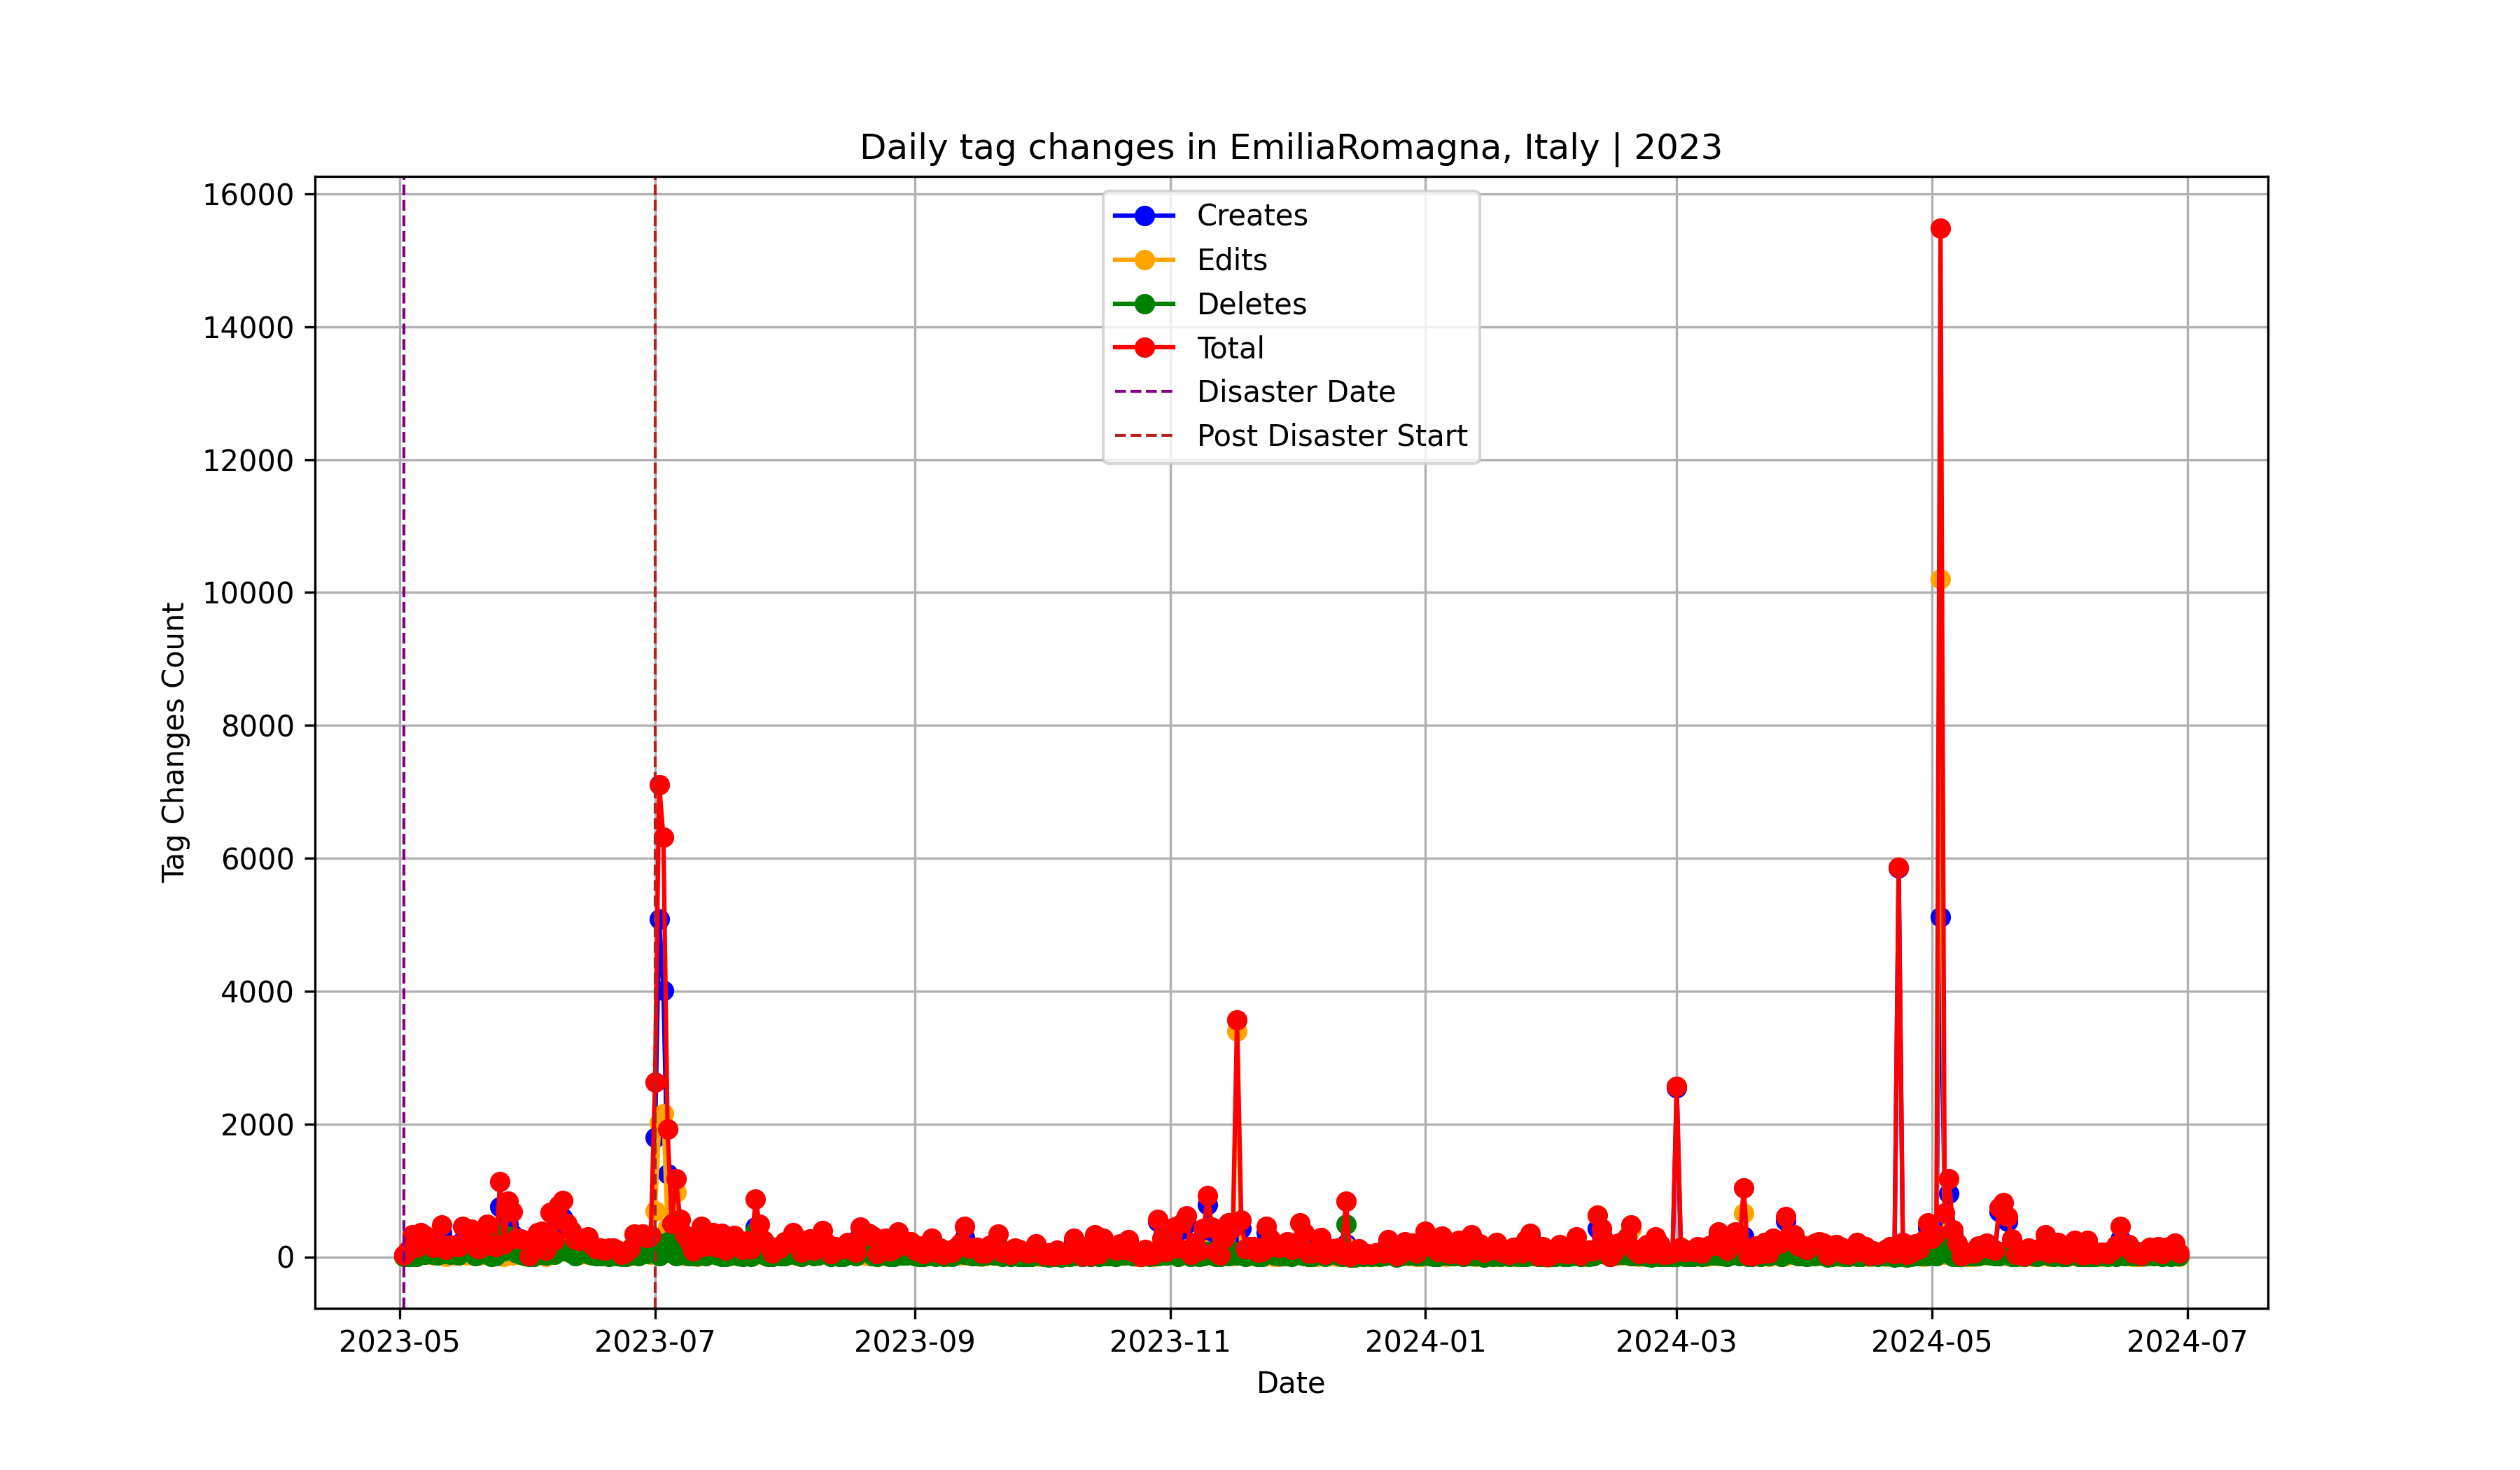 Daily tag changes in EmiliaRomagna, Italy | 2023
16000
14000
12000
10000
8000
6000
4000
2000
0
Tag Changes Count
Creates
Edits
Deletes
Total
Disaster Date
Post Disaster Start
2023-05
2023-07
2023-09
2023-11
2024-01
2024-03
2024-05
2024-07
Date